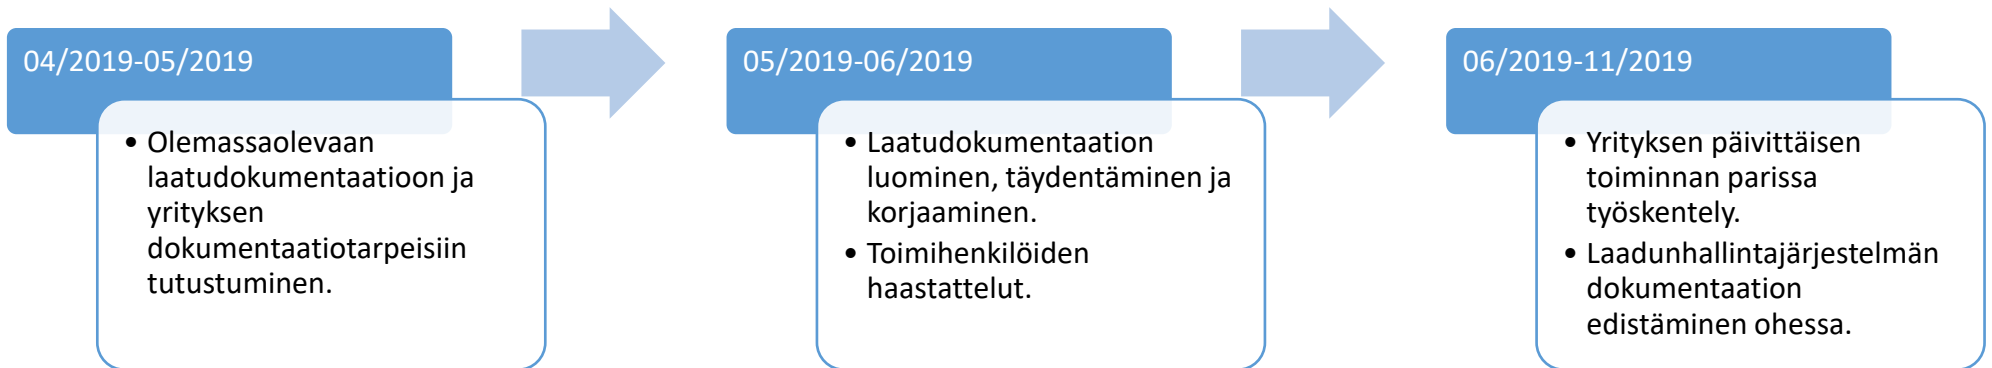 04/2019-05/2019
• Olemassaolevaan
laatudokumentaatioon ja
yrityksen
dokumentaatiotarpeisiin
tutustuminen.
05/2019-06/2019
• Laatudokumentaation
luominen, täydentäminen ja
korjaaminen.
• Toimihenkilöiden
haastattelut.
06/2019-11/2019
• Yrityksen päivittäisen
toiminnan parissa
työskentely.
• Laadunhallintajärjestelmän
dokumentaation
edistäminen ohessa.